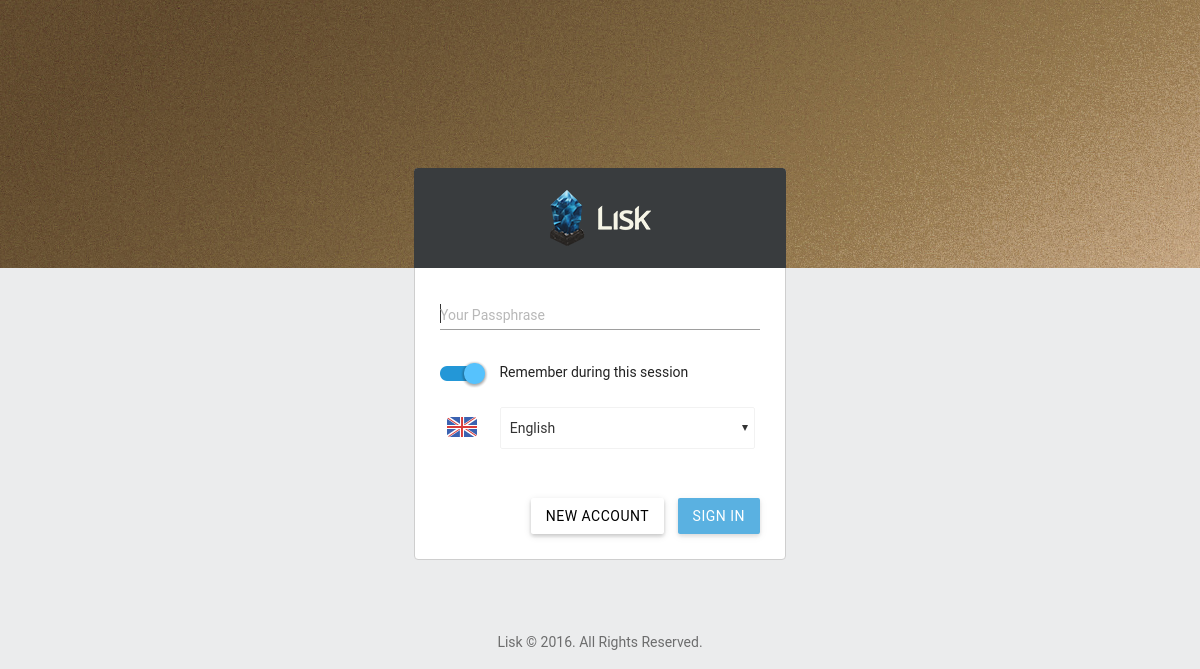 Lisk
Your Passphrase
Remember during this session
English
NEW ACCOUNT SIGN IN
Lisk © 2016. All Rights Reserved.